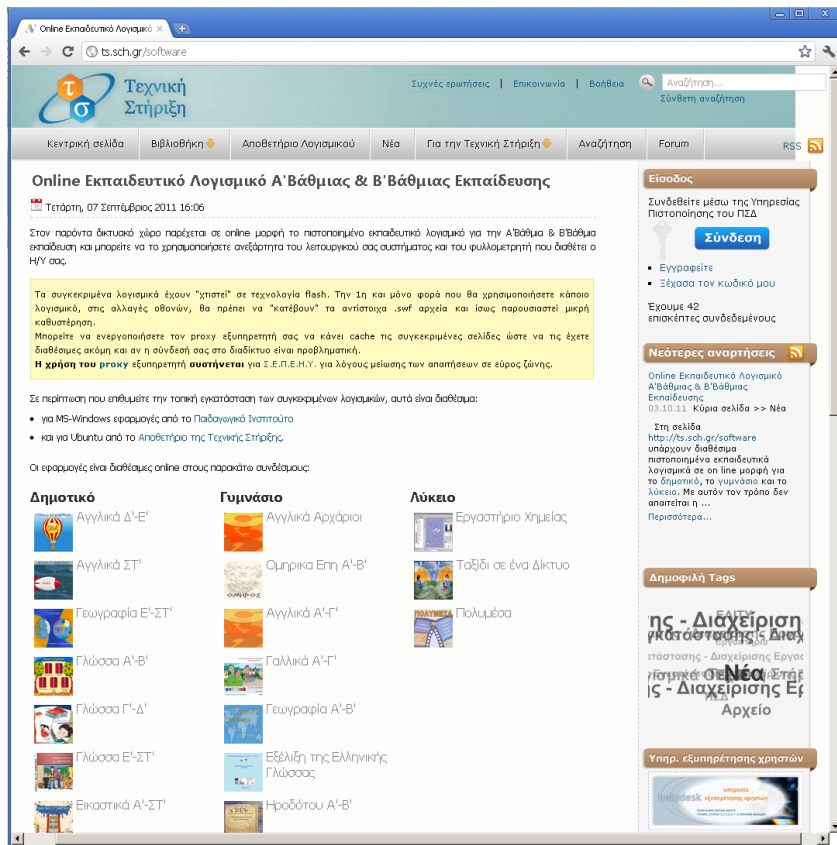 Online Εκπαιδευτικό Λογισμικό
ts.sch.gr/software
τσ
Τεχνική
Στήριξη
Συχνές ερωτήσεις | Επικοινωνία | Βοήθεια
Αναζήτηση...
Σύνθετη αναζήτηση
Κεντρική σελίδα
Βιβλιοθήκη
Αποθετήριο Λογισμικού
Νέα
Για την Τεχνική Στήριξη
Αναζήτηση
Forum
RSS
Online Εκπαιδευτικό Λογισμικό Α'Βάθμιας & Β'Βάθμιας Εκπαίδευσης
Τετάρτη, 07 Σεπτέμβριος 2011 16:06
Στον παρόντα δικτυακό χώρο παρέχεται σε online μορφή το πιστοποιημένο εκπαιδευτικό λογισμικό για την Α'Βάθμια & Β'Βάθμια
εκπαίδευση και μπορείτε να το χρησιμοποιήσετε ανεξάρτητα του λειτουργικού σας συστήματος και του φυλλομετρητή που διαθέτει ο
Η/Υ σας.
Τα συγκεκριμένα λογισμικά έχουν "χτιστεί" σε τεχνολογία flash. Την 1η και μόνο φορά που θα χρησιμοποιήσετε κάποιο
λογισμικό, στις αλλαγές οθονών, θα πρέπει να "κατέβουν" τα αντίστοιχα .swf αρχεία και ίσως παρουσιαστεί μικρή
καθυστέρηση.
Μπορείτε να ενεργοποιήσετε τον proxy εξυπηρετητή σας να κάνει cache τις συγκεκριμένες σελίδες ώστε να τις έχετε
διαθέσιμες ακόμη και αν η σύνδεσή σας στο διαδίκτυο είναι προβληματική.
Η χρήση του proxy εξυπηρετητή συστήνεται για Σ.Ε.Π.Ε.Η.Υ. για λόγους μείωσης των απαιτήσεων σε εύρος ζώνης.
Σε περίπτωση που επιθυμείτε την τοπική εγκατάσταση των συγκεκριμένων λογισμικών, αυτά είναι διαθέσιμα:
• για MS-Windows εφαρμογές από το Παιδαγωγικό Ινστιτούτο
• και για Ubuntu από το Αποθετήριο της Τεχνικής Στήριξης.
Οι εφαρμογές είναι διαθέσιμες online στους παρακάτω συνδέσμους:
Δημοτικό
Αγγλικά Δ'-Ε'
Αγγλικά ΣΤ'
Γεωγραφία Ε'-ΣΤ'
Γλώσσα Α'-Β'
Γλώσσα Γ'-Δ'
Γλώσσα Ε'-ΣΤ'
Εικαστικά Α'-ΣΤ'
Γυμνάσιο
Αγγλικά Αρχάριοι
Ομηρικα Επη Α'-Β'
ΟΜΗΡΟΣ
Αγγλικά Α'-Γ'
Γαλλικά Α'-Γ'
Γεωγραφία Α'-Β'
Εξέλιξη της Ελληνικής
Γλώσσας
Ηροδότου Α'-Β'
Λύκειο
Εργαστήριο Χημείας
Ταξίδι σε ένα Δίκτυο
Πολυμέσα
ΠΟΛΥΜΕΣΑ
Είσοδος
Συνδεθείτε μέσω της Υπηρεσίας
Πιστοποίησης του ΠΣΔ
Σύνδεση
Εγγραφείτε
Ξέχασα τον κωδικό μου
Έχουμε 42
επισκέπτες συνδεδεμένους
Νεότερες αναρτήσεις
Online Εκπαιδευτικό Λογισμικό
Α'Βάθμιας & Β'Βάθμιας
Εκπαίδευσης
03.10.11 Κύρια σελίδα >> Νέα
Στη σελίδα
http://ts.sch.gr/software
υπάρχουν διαθέσιμα
πιστοποιημένα εκπαιδευτικά
λογισμικά σε on line μορφή για
το δημοτικό, το γυμνάσιο και το
λύκειο. Με αυτόν τον τρόπο δεν
απαιτείται η ...
Περισσότερα...
Δημοφιλή Tags
ΕΑΙΤΥ
ης - Διαχείριση
Εργαστήρια
τάστασης - Διαχείρισης Εργασ
Νέα
ς - Διαχείρισης Ερ
ΠΣΔ
Αρχείο
Υπηρ. εξυπηρέτησης χρηστών
υπηρεσία
helpdesk εξυπηρέτησης χρηστών